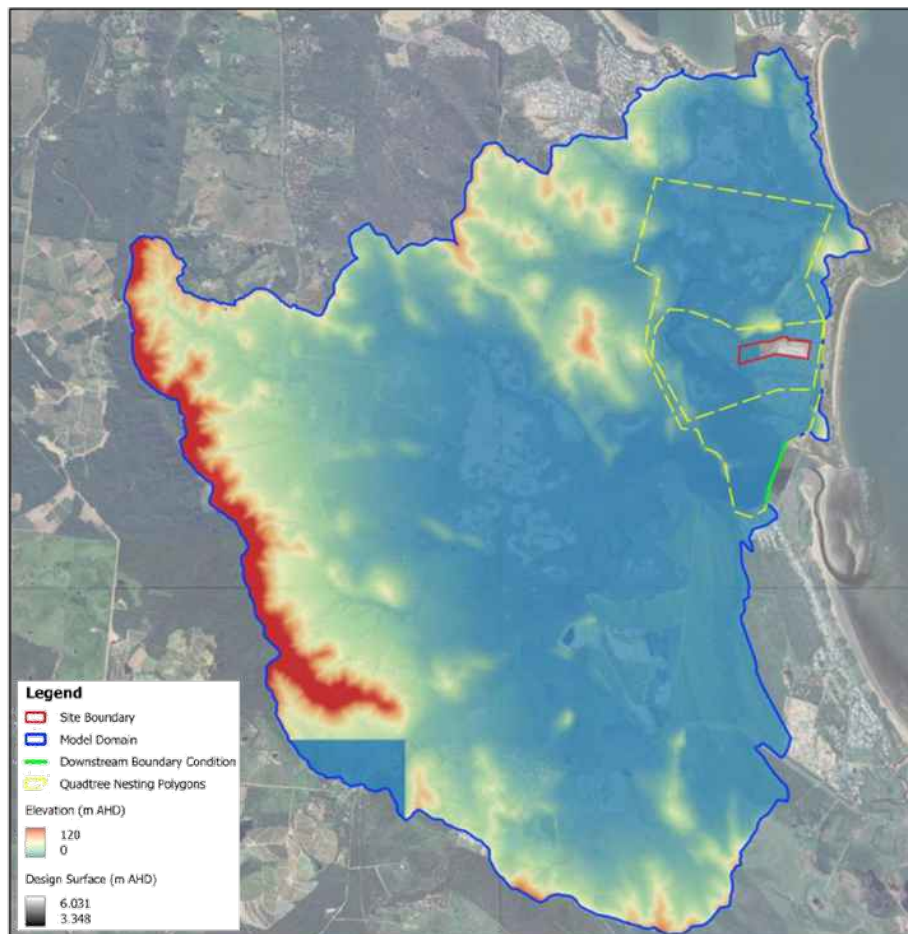 Legend
Site Boundary
Model Domain
Downstream Boundary Condition
Quadtree Nesting Polygons
Elevation (m AHD)
120
0
Design Surface (m AHD)
6.031
3.348